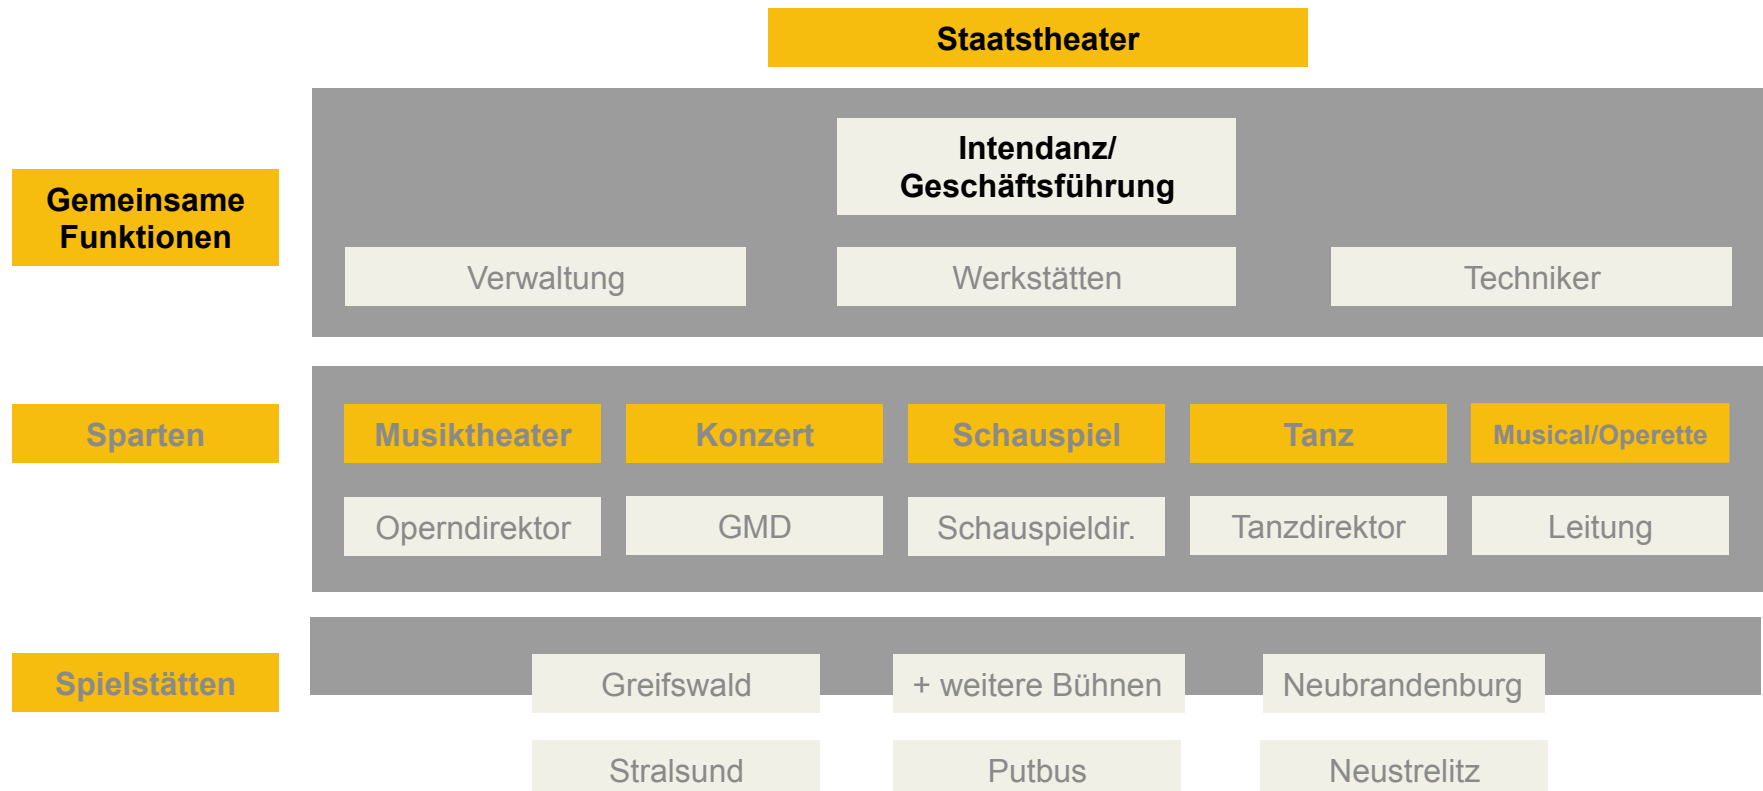 Staatstheater
Intendanz/
Geschäftsführung
Gemeinsame
Funktionen
Verwaltung
Werkstätten
Techniker
Sparten
Musiktheater
Konzert
Schauspiel
Tanz
Musical/Operette
Operndirektor
GMD
Schauspieldir.
Tanzdirektor
Leitung
Spielstätten
Greifswald
+ weitere Bühnen
Neubrandenburg
Stralsund
Putbus
Neustrelitz